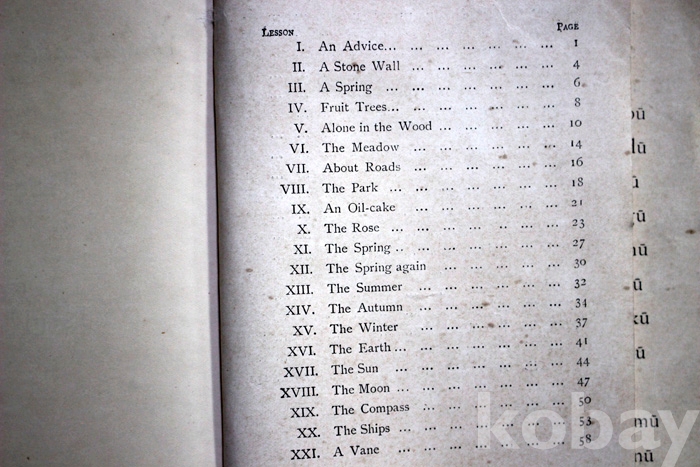 LESSON PAGE
I. An Advice... ... ... ... ... ... ... 1
II. A Stone Wall ... ... ... ... ... ... 4
III. A Spring ... ... ... ... ... ... ... 6
IV. Fruit Trees... ... ... ... ... ... ... 8
V. Alone in the Wood ... ... ... ... ... 10
VI. The Meadow ... ... ... ... ... ... 14
VII. About Roads ... ... ... ... ... ... 16
VIII. The Park ... ... ... ... ... ... ... 18
IX. An Oil-cake ... ... ... ... ... ... 21
X. The Rose ... ... ... ... ... ... ... 23
XI. The Spring .. ... ... ... ... ... ... 27
XII. The Spring again ... ... ... ... ... 30
XIII. The Summer ... ... ... ... ... ... 32
XIV. The Autumn ... ... ... ... ... ... 34
XV. The Winter ... ... ... ... ... ... 37
XVI. The Earth... ... ... ... ... ... ... 41
XVII. The Sun ... ... ... ... ... ... ... 44
XVIII. The Moon ... ... ... ... ... ... ... 47
XIX. The Compass ... ... ... ... ... ... 50
XX. The Ships ... ... ... ... ... ... ... 53
XXI. A Vane ... ... ... ... ... ... ... 58
kobay